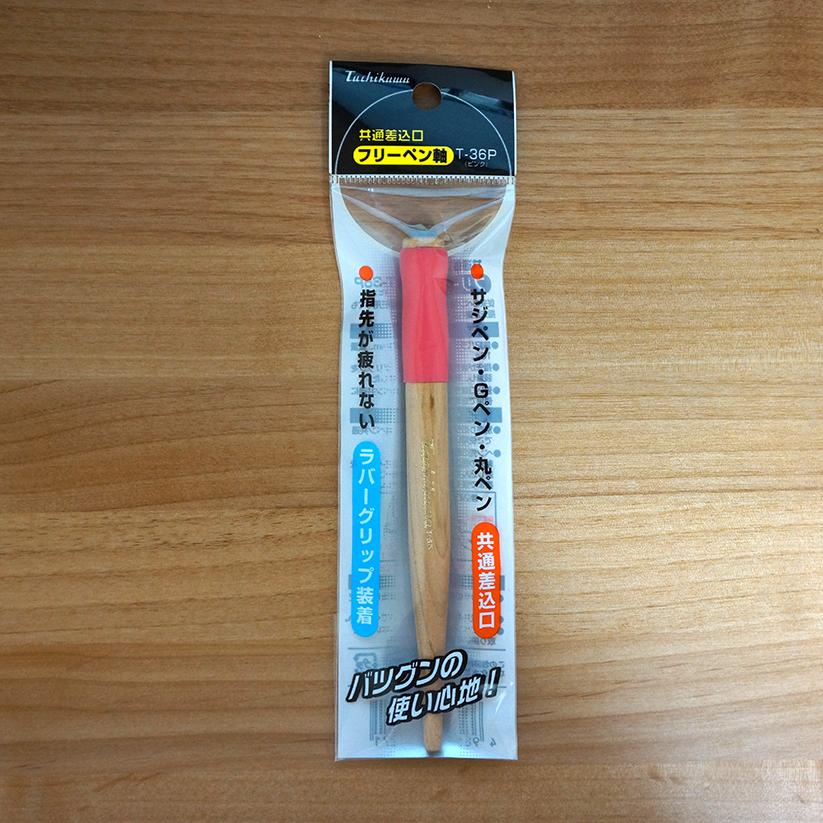 Tachikawa
共通差込口
フリーペン軸 T-36P
(ピンク)
サジペン・Gペン・丸ペン
共通差込口
指先が疲れない
ラバーグリップ装着
Tachikawa
バツグンの
使い心地!